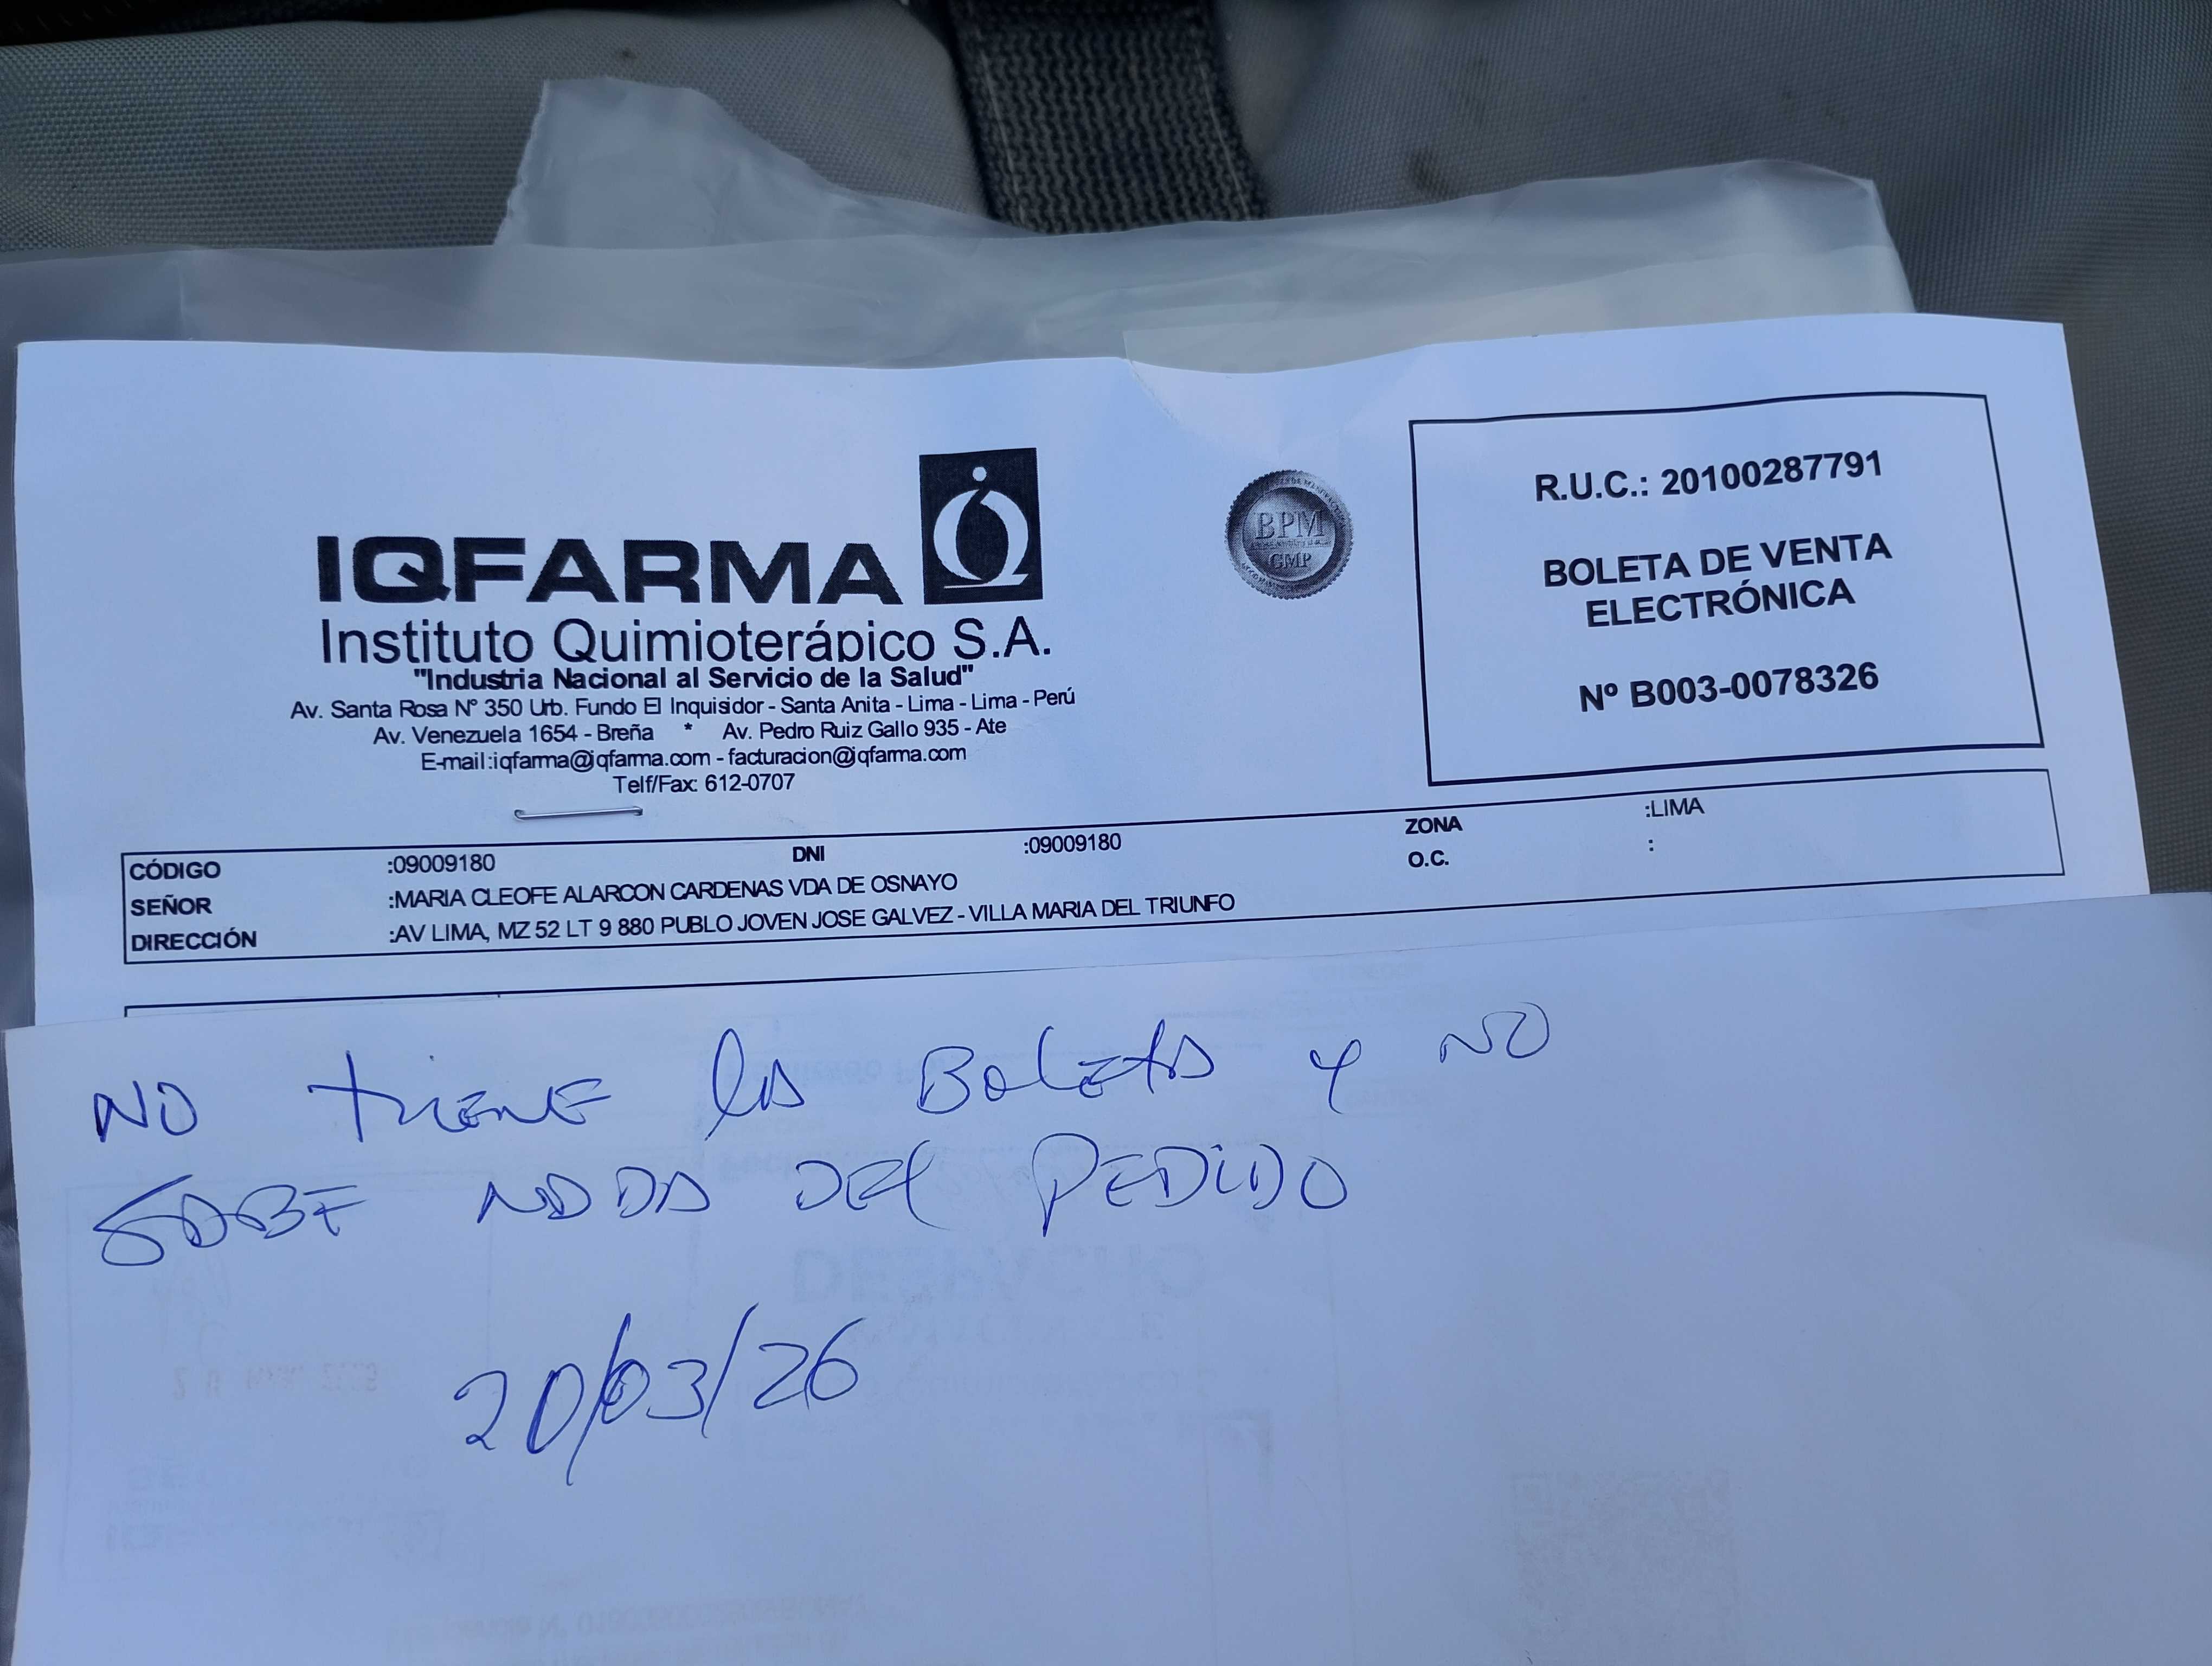 IQFARMA
Instituto Quimioterápico S.A.
"Industria Nacional al Servicio de la Salud"
Av. Santa Rosa N° 350 Urb. Fundo El Inquisidor - Santa Anita - Lima - Lima - Perú
Av. Venezuela 1654 - Breña * Av. Pedro Ruiz Gallo 935 - Ate
E-mail:iqfarma@iqfarma.com - facturacion@iqfarma.com
Telf/Fax: 612-0707
BPM
GMP
R.U.C.: 20100287791
BOLETA DE VENTA
ELECTRÓNICA
Nº B003-0078326
CÓDIGO :09009180 DNI :09009180 ZONA :LIMA
SEÑOR :MARIA CLEOFE ALARCON CARDENAS VDA DE OSNAYO O.C. :
DIRECCIÓN :AV LIMA, MZ 52 LT 9 880 PUBLO JOVEN JOSE GALVEZ - VILLA MARIA DEL TRIUNFO
NO TIENE la Boleta y NO
SABE NADA DEL PEDIDO
20/03/26
DESPACHO